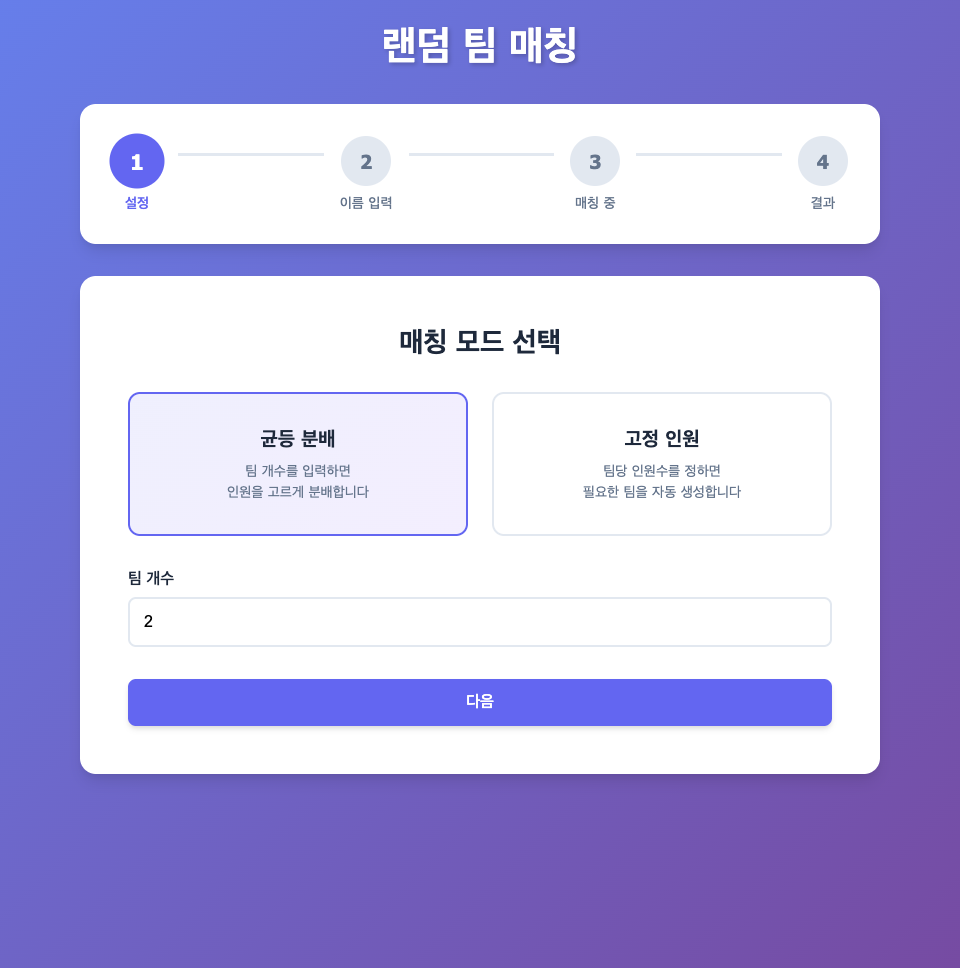 랜덤 팀 매칭
1
2
3
4
설정
이름 입력
매칭 중
결과
매칭 모드 선택
균등 분배
팀 개수를 입력하면
인원을 고르게 분배합니다
고정 인원
팀당 인원수를 정하면
필요한 팀을 자동 생성합니다
팀 개수
2
다음